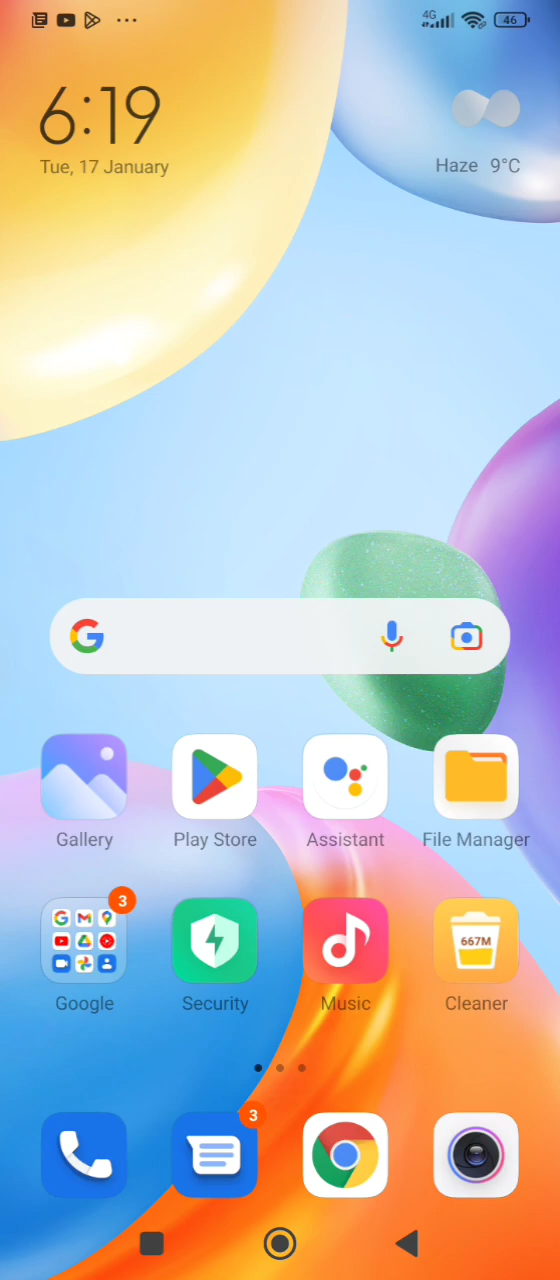 4G 46
6:19
Tue, 17 January
Haze 9°C
Gallery Play Store Assistant File Manager
3
667M
Google Security Music Cleaner
3